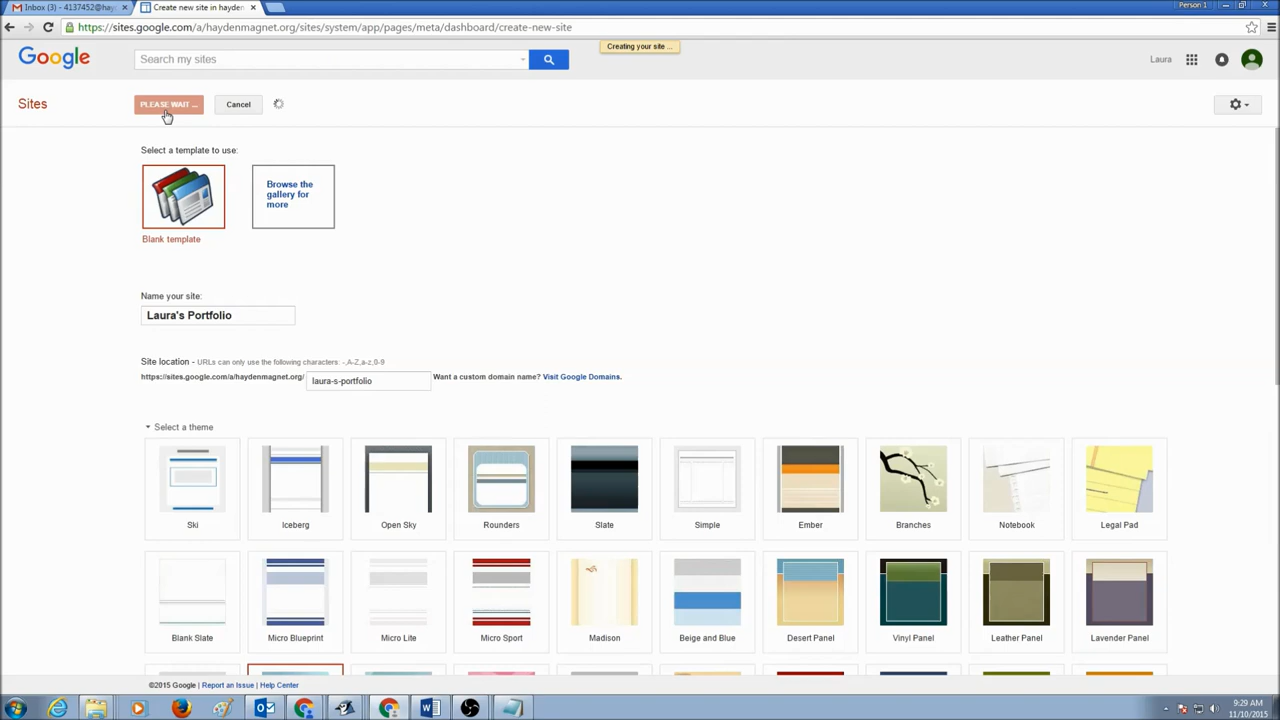 Inbox (3) - 4137452@hay
Create new site in hayden
Person 1
https://sites.google.com/a/haydenmagnet.org/sites/system/app/pages/meta/dashboard/create-new-site
Google
Search my sites
Creating your site ...
Laura
Sites
PLEASE WAIT ...
Cancel
Select a template to use:
Browse the
gallery for
more
Blank template
Name your site:
Laura's Portfolio
Site location - URLs can only use the following characters: -,A-Z,a-z,0-9
https://sites.google.com/a/haydenmagnet.org/ laura-s-portfolio Want a custom domain name? Visit Google Domains.
Select a theme
Ski Iceberg Open Sky Rounders Slate Simple Ember Branches Notebook Legal Pad
Blank Slate Micro Blueprint Micro Lite Micro Sport Madison Beige and Blue Desert Panel Vinyl Panel Leather Panel Lavender Panel
©2015 Google | Report an Issue | Help Center
9:29 AM
11/10/2015